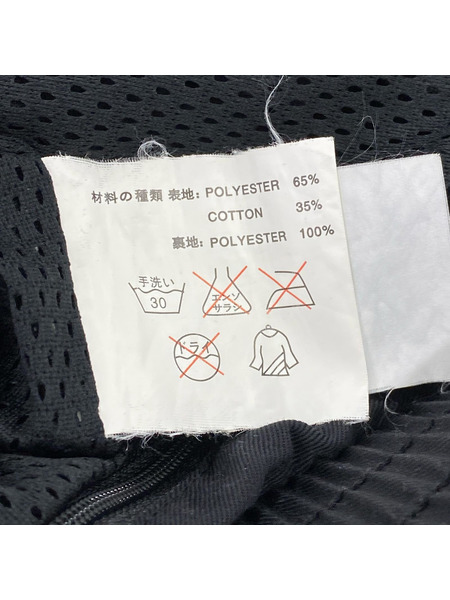 材料の種類 表地: POLYESTER 65%
COTTON 35%
裏地: POLYESTER 100%
手洗い
30
エンソ
サラシ
ドライ